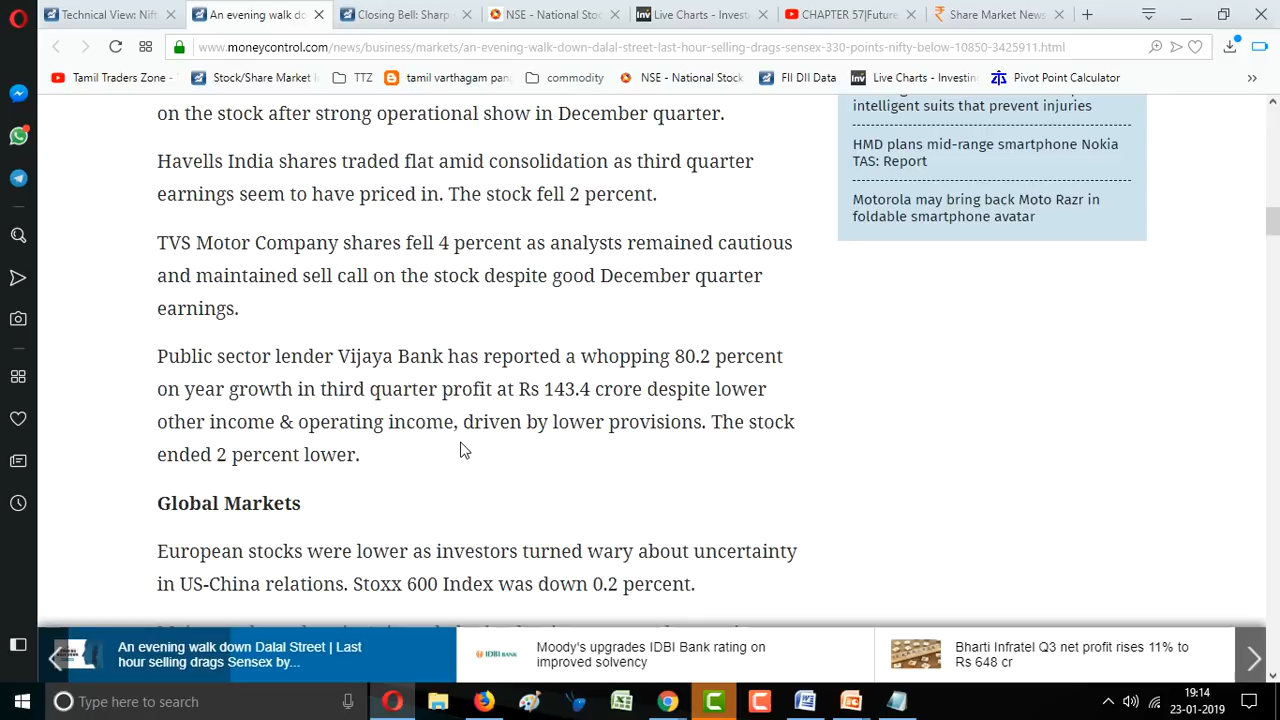 Technical View: Nift
An evening walk do
Closing Bell: Sharp
NSE - National Stoc
Inv
Live Charts - Invest
CHAPTER 57|Future
Share Market News:
www.moneycontrol.com/news/business/markets/an-evening-walk-down-dalal-street-last-hour-selling-drags-sensex-330-points-nifty-below-10850-3425911.html
Tamil Traders Zone -
Stock/Share Market
TTZ
tamil varthagam pan
commodity
NSE - National Stock
FII DII Data
Inv
Live Charts - Investin
Pivot Point Calculator
on the stock after strong operational show in December quarter.
Havells India shares traded flat amid consolidation as third quarter
earnings seem to have priced in. The stock fell 2 percent.
TVS Motor Company shares fell 4 percent as analysts remained cautious
and maintained sell call on the stock despite good December quarter
earnings.
Public sector lender Vijaya Bank has reported a whopping 80.2 percent
on year growth in third quarter profit at Rs 143.4 crore despite lower
other income & operating income, driven by lower provisions. The stock
ended 2 percent lower.
Global Markets
European stocks were lower as investors turned wary about uncertainty
in US-China relations. Stoxx 600 Index was down 0.2 percent.
intelligent suits that prevent injuries
HMD plans mid-range smartphone Nokia
TAS: Report
Motorola may bring back Moto Razr in
foldable smartphone avatar
An evening walk down Dalal Street | Last
hour selling drags Sensex by...
IDBI BANK
Moody's upgrades IDBI Bank rating on
improved solvency
Bharti Infratel Q3 net profit rises 11% to
Rs 648 cr
Type here to search
19:14
23-01-2019